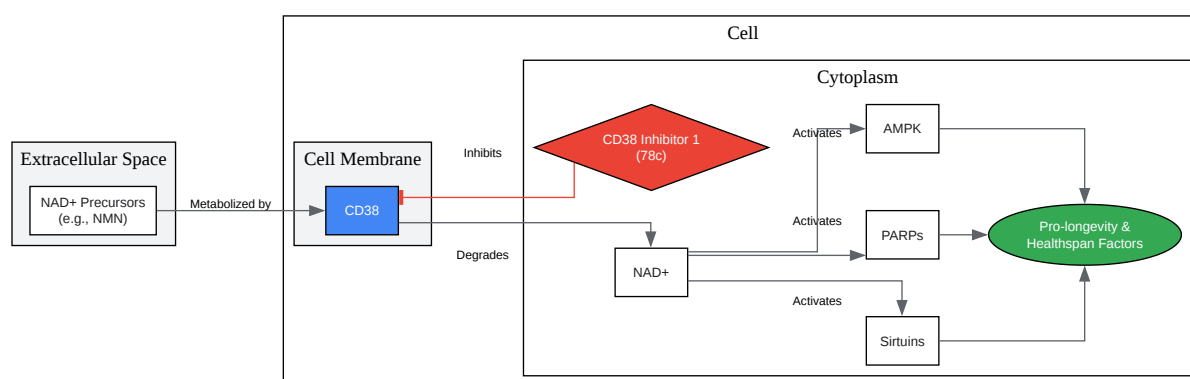 Cell
Cytoplasm
Extracellular Space
NAD+ Precursors
(e.g., NMN)
Metabolized by
Cell Membrane
CD38
Inhibits
Degrades
CD38 Inhibitor 1
(78c)
NAD+
Activates
AMPK
Activates
PARPs
Activates
Sirtuins
Pro-longevity &
Healthspan Factors